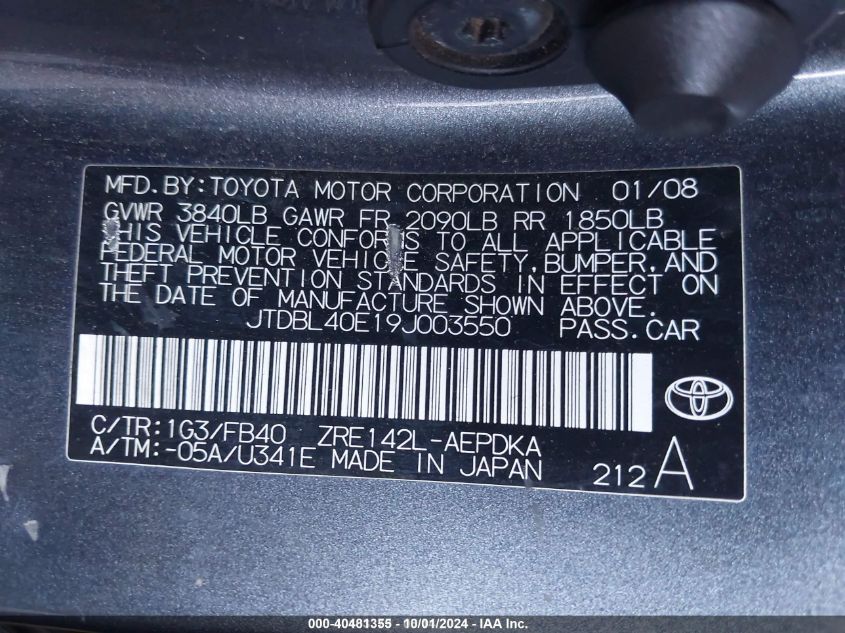 MFD. BY: TOYOTA MOTOR CORPORATION 01/08
GVWR 3840LB GAWR FR 2090LB RR 1850LB
THIS VEHICLE CONFORMS TO ALL APPLICABLE
FEDERAL MOTOR VEHICLE SAFETY, BUMPER, AND
THEFT PREVENTION STANDARDS IN EFFECT ON
THE DATE OF MANUFACTURE SHOWN ABOVE.
JTDBL40E19J003550 PASS. CAR
C/TR: 1G3/FB40 ZRE142L-AEPDKA
A/TM: -05A/U341E MADE IN JAPAN 212 A
000-40481355 - 10/01/2024 - IAAI.com